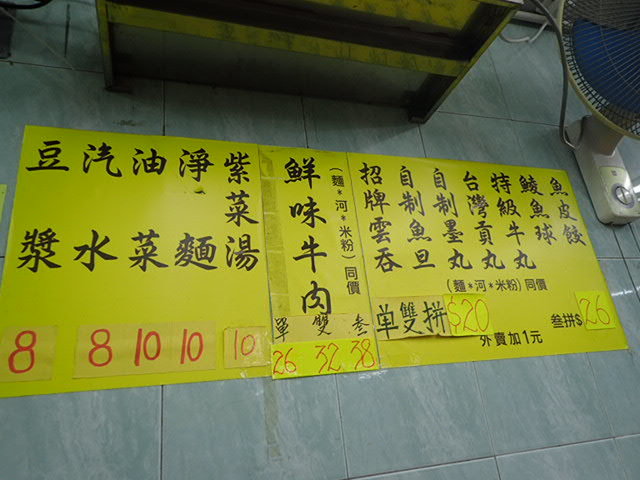 魚皮餃
鯪魚球
特級牛丸
台灣貢丸
自制墨丸
自制魚旦
招牌雲吞
(麵*河*米粉)同價
单雙拼$20
叁拼$26
外賣加1元
(麵*河*米粉)同價
鮮味牛肉
單 雙 叁
26 32 38
紫菜湯
10
淨麵
10
油菜
10
汽水
8
豆漿
8